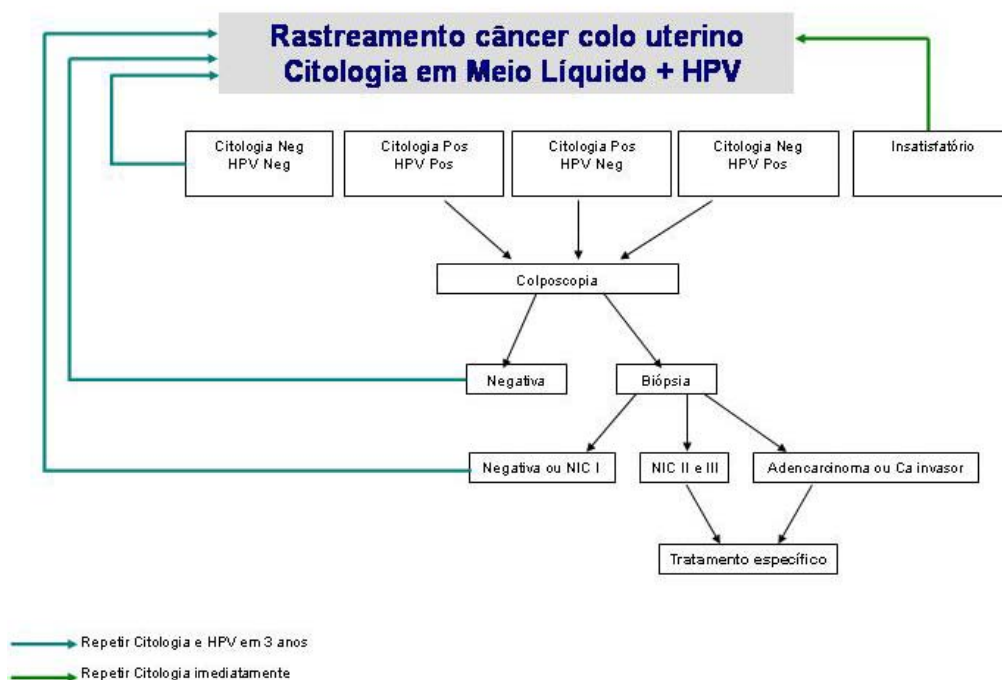 Rastreamento câncer colo uterino
Citologia em Meio Líquido + HPV
Citologia Neg
HPV Neg
Citologia Pos
HPV Pos
Citologia Pos
HPV Neg
Citologia Neg
HPV Pos
Insatisfatório
Colposcopia
Negativa
Biópsia
Negativa ou NIC I
NIC II e III
Adencarcinoma ou Ca invasor
Tratamento específico
Repetir Citologia e HPV em 3 anos
Repetir Citologia imediatamente